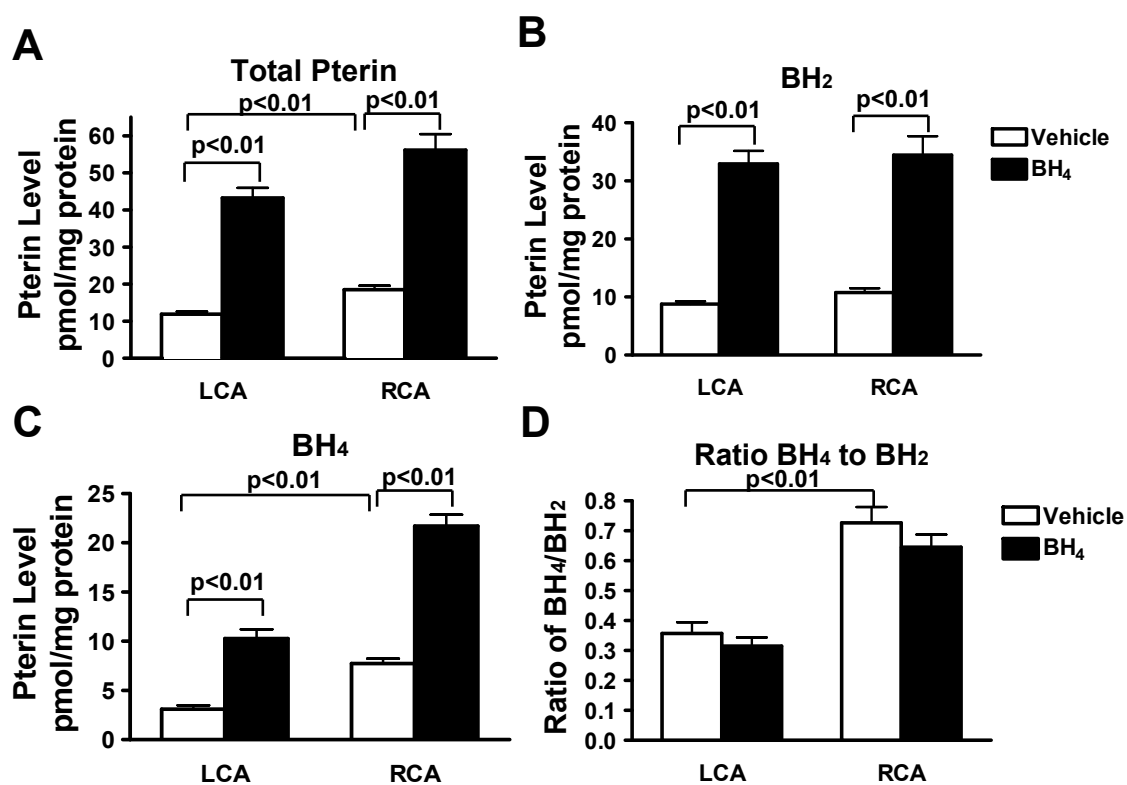 A
Total Pterin
p<0.01
p<0.01
p<0.01
Pterin Level
pmol/mg protein
60
50
40
30
20
10
0
LCA
RCA
B
BH2
p<0.01
p<0.01
Pterin Level
pmol/mg protein
40
30
20
10
0
LCA
RCA
Vehicle
BH4
C
BH4
p<0.01
p<0.01
p<0.01
Pterin Level
pmol/mg protein
25
20
15
10
5
0
LCA
RCA
D
Ratio BH4 to BH2
p<0.01
Ratio of BH4/BH2
0.8
0.7
0.6
0.5
0.4
0.3
0.2
0.1
0.0
LCA
RCA
Vehicle
BH4